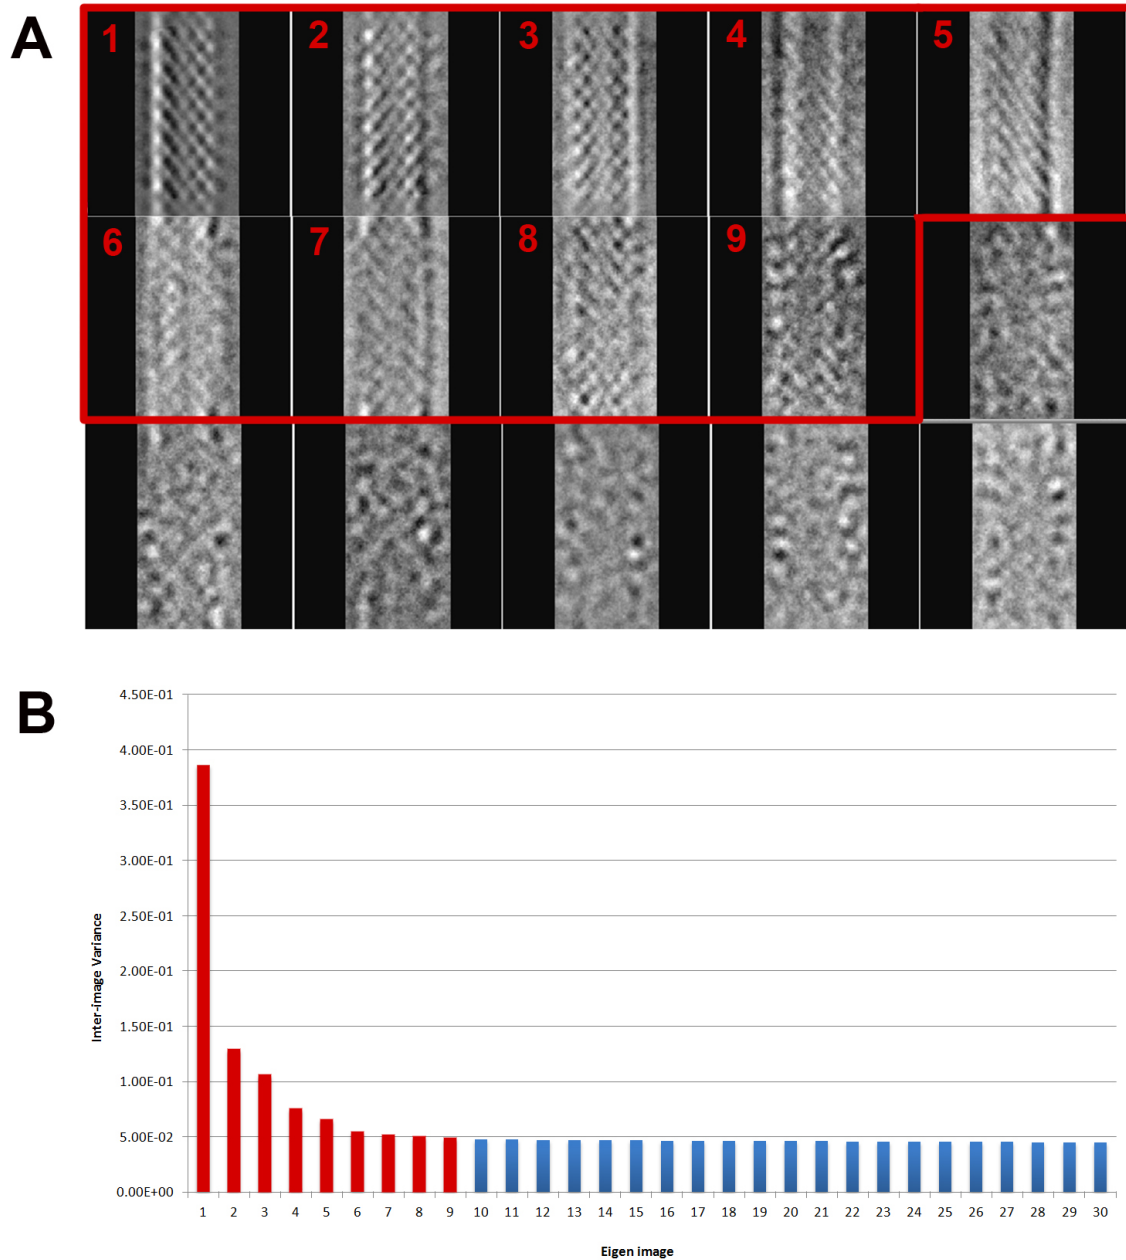 A
1 2 3 4 5
6 7 8 9
B
4.50E-01
4.00E-01
3.50E-01
3.00E-01
2.50E-01
2.00E-01
1.50E-01
1.00E-01
5.00E-02
0.00E+00
Inter-image Variance
1 2 3 4 5 6 7 8 9 10 11 12 13 14 15 16 17 18 19 20 21 22 23 24 25 26 27 28 29 30
Eigen image